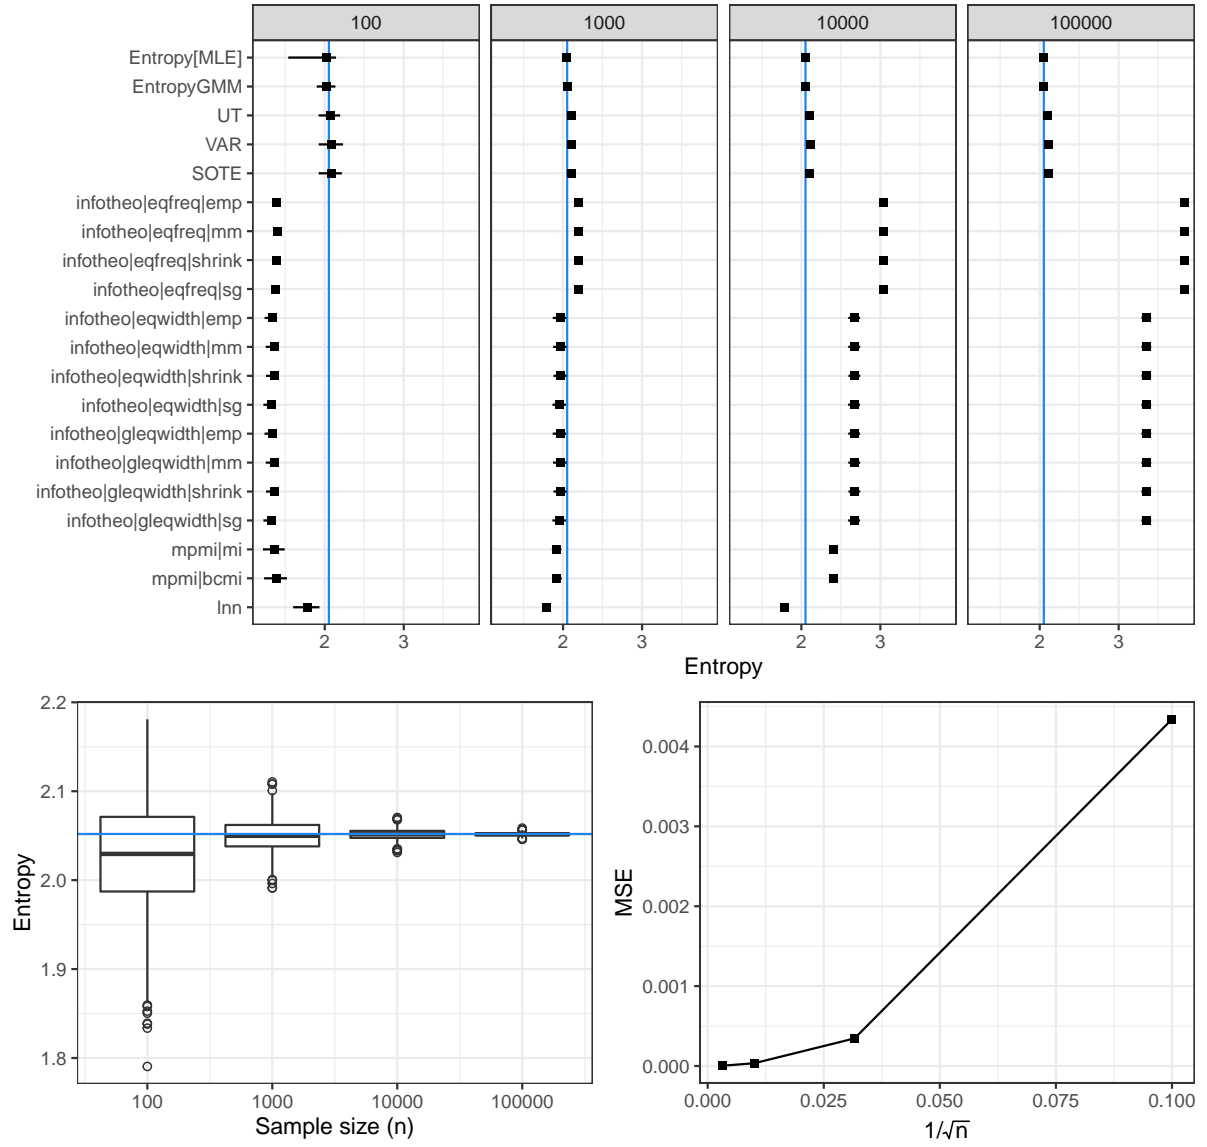 100 1000 10000 100000
Entropy[MLE]
EntropyGMM
UT
VAR
SOTE
infotheo|eqfreq|emp
infotheo|eqfreq|mm
infotheo|eqfreq|shrink
infotheo|eqfreq|sg
infotheo|eqwidth|emp
infotheo|eqwidth|mm
infotheo|eqwidth|shrink
infotheo|eqwidth|sg
infotheo|gleqwidth|emp
infotheo|gleqwidth|mm
infotheo|gleqwidth|shrink
infotheo|gleqwidth|sg
mpmi|mi
mpmi|bcmi
lnn
2 3 2 3 2 3 2 3
Entropy
2.2
2.1
2.0
1.9
1.8
Entropy
100 1000 10000 100000
Sample size (n)
0.004
0.003
0.002
0.001
0.000
MSE
0.000 0.025 0.050 0.075 0.100
1/√n